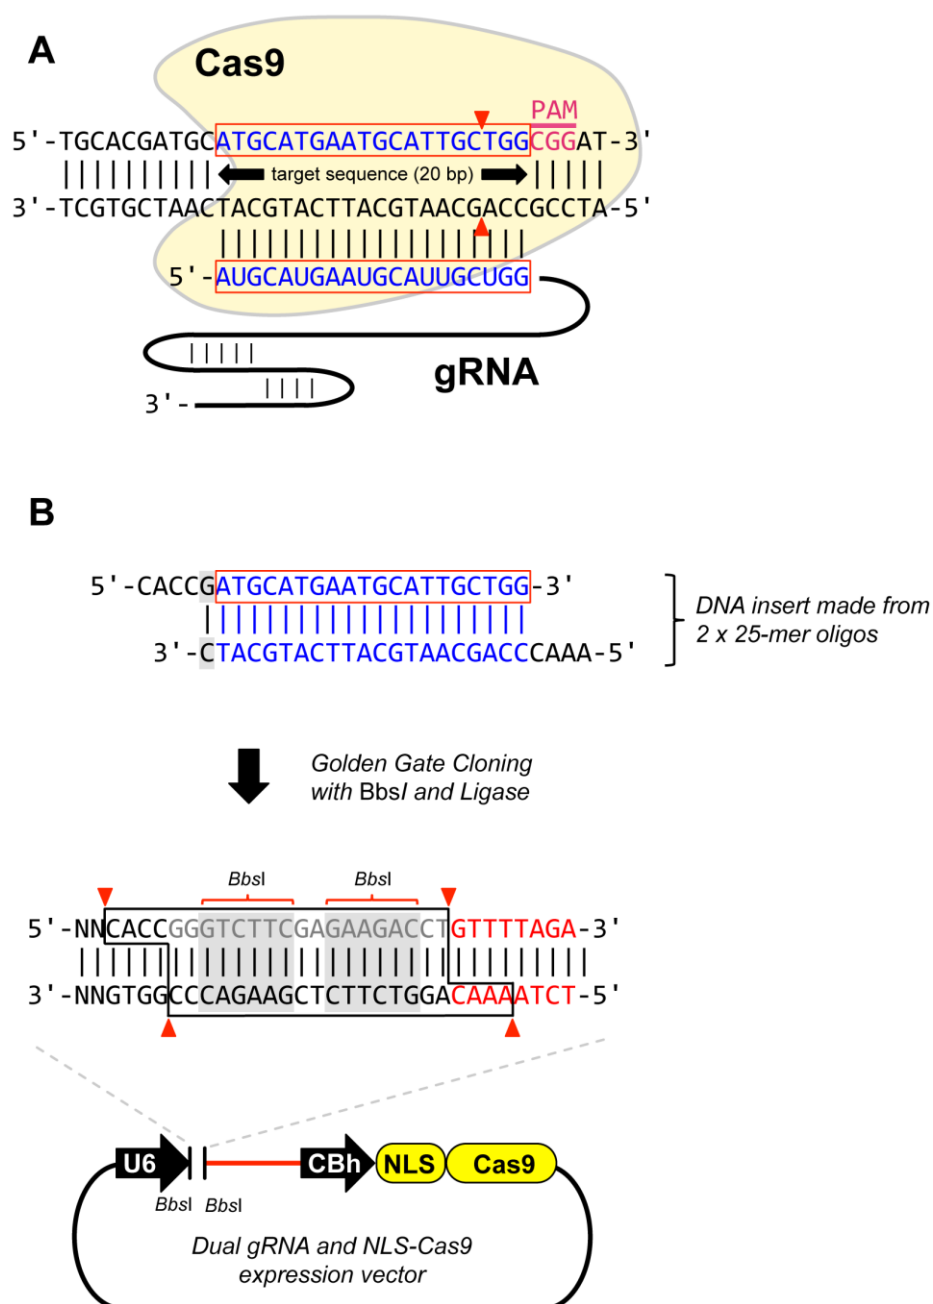 A
Cas9
PAM
5'-TGCACGATGCATGCATGAATGCATTGCTGGCGGAT-3'
target sequence (20 bp)
3'-TCGTGCTAACTACGTACTTACGTAACGACCGCCTA-5'
5'-AUGCAUGAAUGCAUUGCUGG
gRNA
3'-
B
5'-CACCGATGCATGAATGCATTGCTGG-3'
3'-CTACGTACTTACGTAACGACCCAAA-5'
DNA insert made from
2 x 25-mer oligos
Golden Gate Cloning
with BbsI and Ligase
BbsI BbsI
5'-NNCACCGGGTCTTCGAGAAGACCTGTTTTAGA-3'
3'-NNGTGGCCCAGAAGCTCTTCTGGACAAAATCT-5'
U6 CBh NLS Cas9
BbsI BbsI
Dual gRNA and NLS-Cas9
expression vector